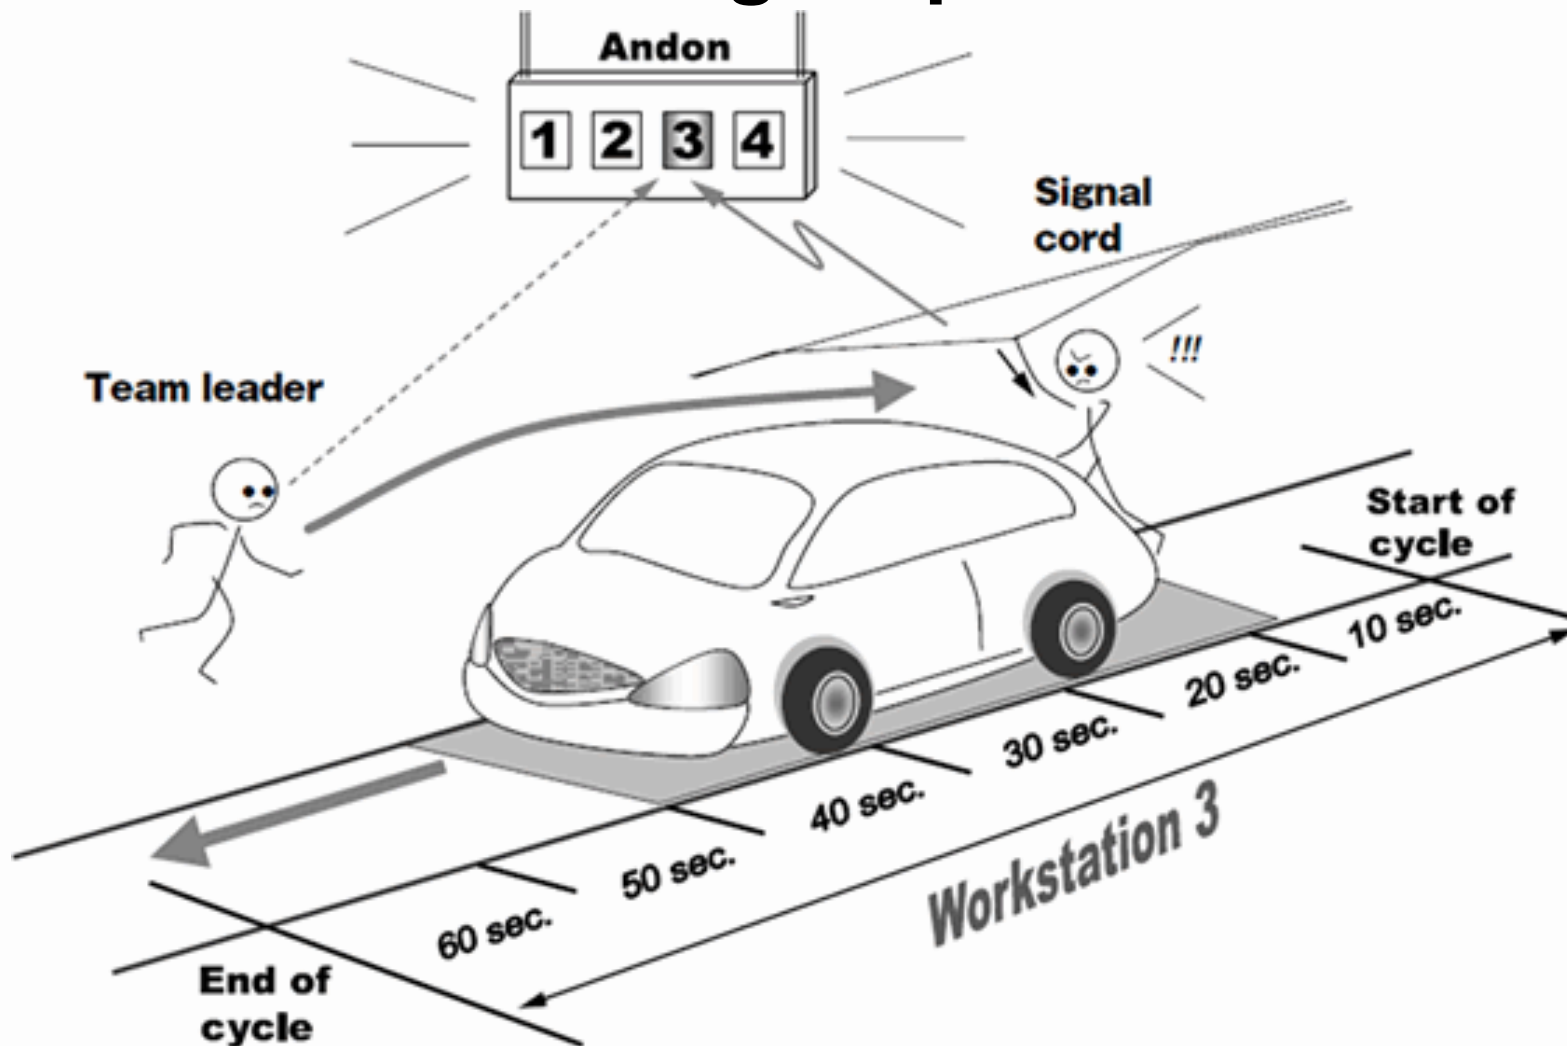 Andon
1 2 3 4
Signal
cord
!!!
Team leader
Start of
cycle
10 sec.
20 sec.
30 sec.
40 sec.
50 sec.
60 sec.
Workstation 3
End of
cycle